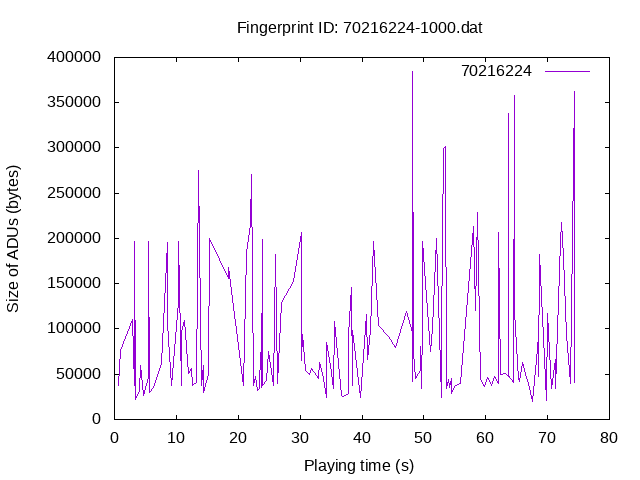 Fingerprint ID: 70216224-1000.dat
400000
70216224
350000
300000
250000
200000
150000
100000
50000
0
Size of ADUs (bytes)
0 10 20 30 40 50 60 70 80
Playing time (s)